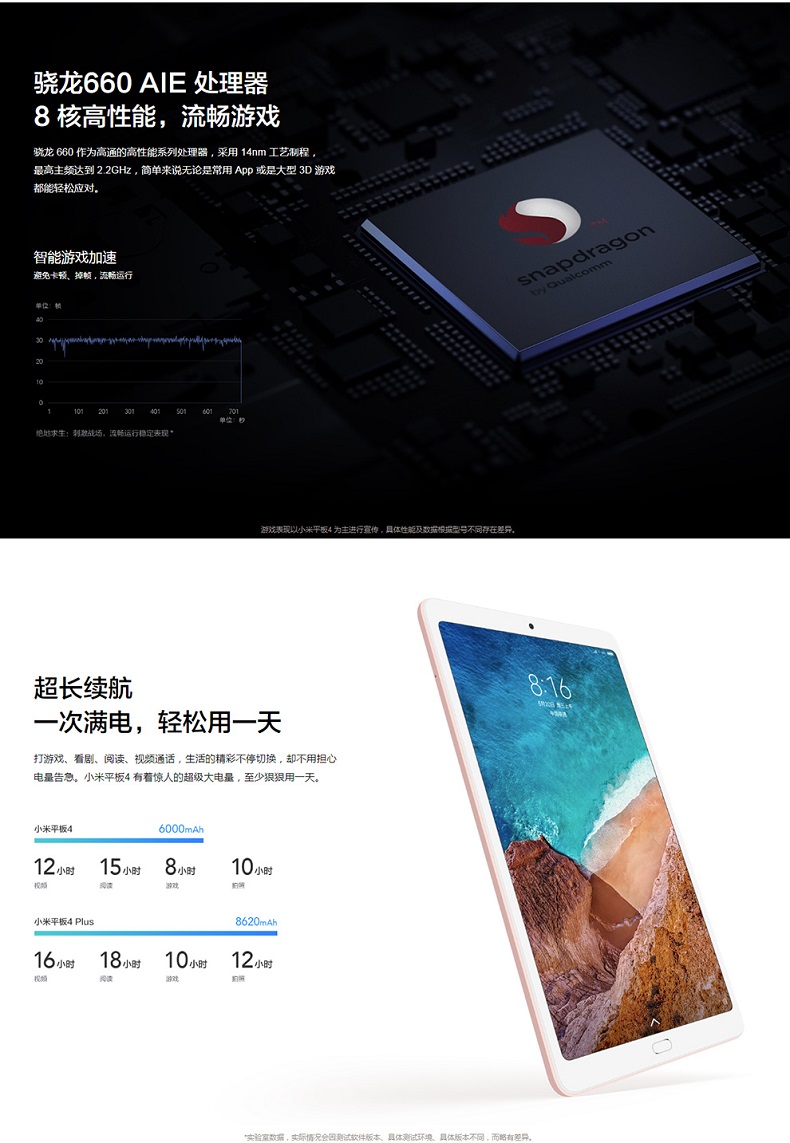 骁龙660 AIE 处理器
8 核高性能，流畅游戏
骁龙 660 作为高通的高性能系列处理器，采用 14nm 工艺制程，
最高主频达到 2.2GHz，简单来说无论是常用 App 或是大型 3D 游戏
都能轻松应对。
snapdragon
by Qualcomm
TM
智能游戏加速
避免卡顿、掉帧，流畅运行
单位：帧
40
30
20
10
0
1 101 201 301 401 501 601 701
单位：秒
绝地求生：刺激战场，流畅运行稳定表现*
游戏表现以小米平板4 为主进行宣传，具体性能及数据根据型号不同存在差异。
超长续航
一次满电，轻松用一天
打游戏、看剧、阅读、视频通话，生活的精彩不停切换，却不用担心
电量告急。小米平板4 有着惊人的超级大电量，至少狠狠用一天。
8:16
小米平板4 6000mAh
12小时 15小时 8小时 10小时
视频 阅读 游戏 拍照
小米平板4 Plus 8620mAh
16小时 18小时 10小时 12小时
视频 阅读 游戏 拍照
*实验室数据，实际情况会因测试软件版本、具体测试环境、具体版本不同，而略有差异。